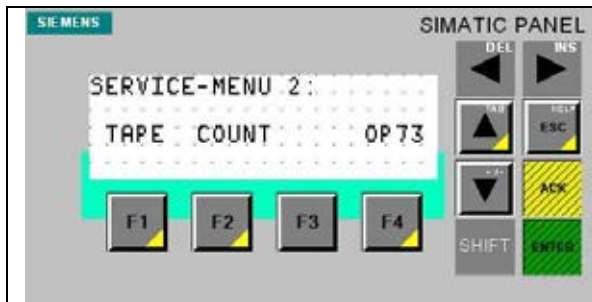 SIEMENS
SIMATIC PANEL
SERVICE-MENU 2:
TAPE COUNT OP73
F1 F2 F3 F4
DEL INS
TAB HELP
ESC
+/-
ACK
SHIFT ENTER